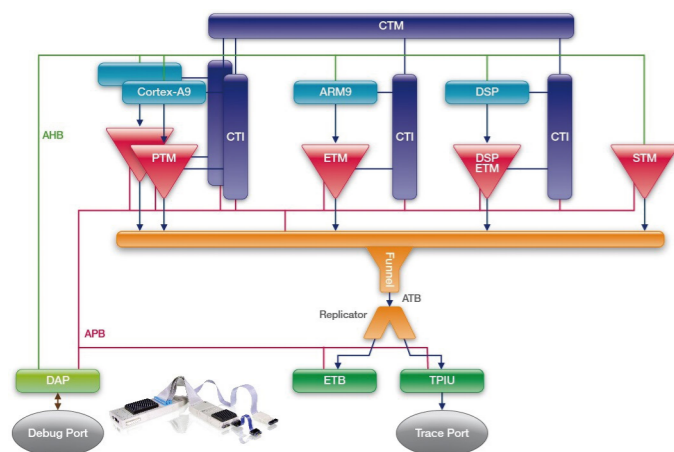 CTM
Cortex-A9
ARM9
DSP
AHB
CTI
CTI
CTI
PTM
ETM
DSP
ETM
STM
Funnel
ATB
Replicator
APB
DAP
ETB
TPIU
Debug Port
Trace Port